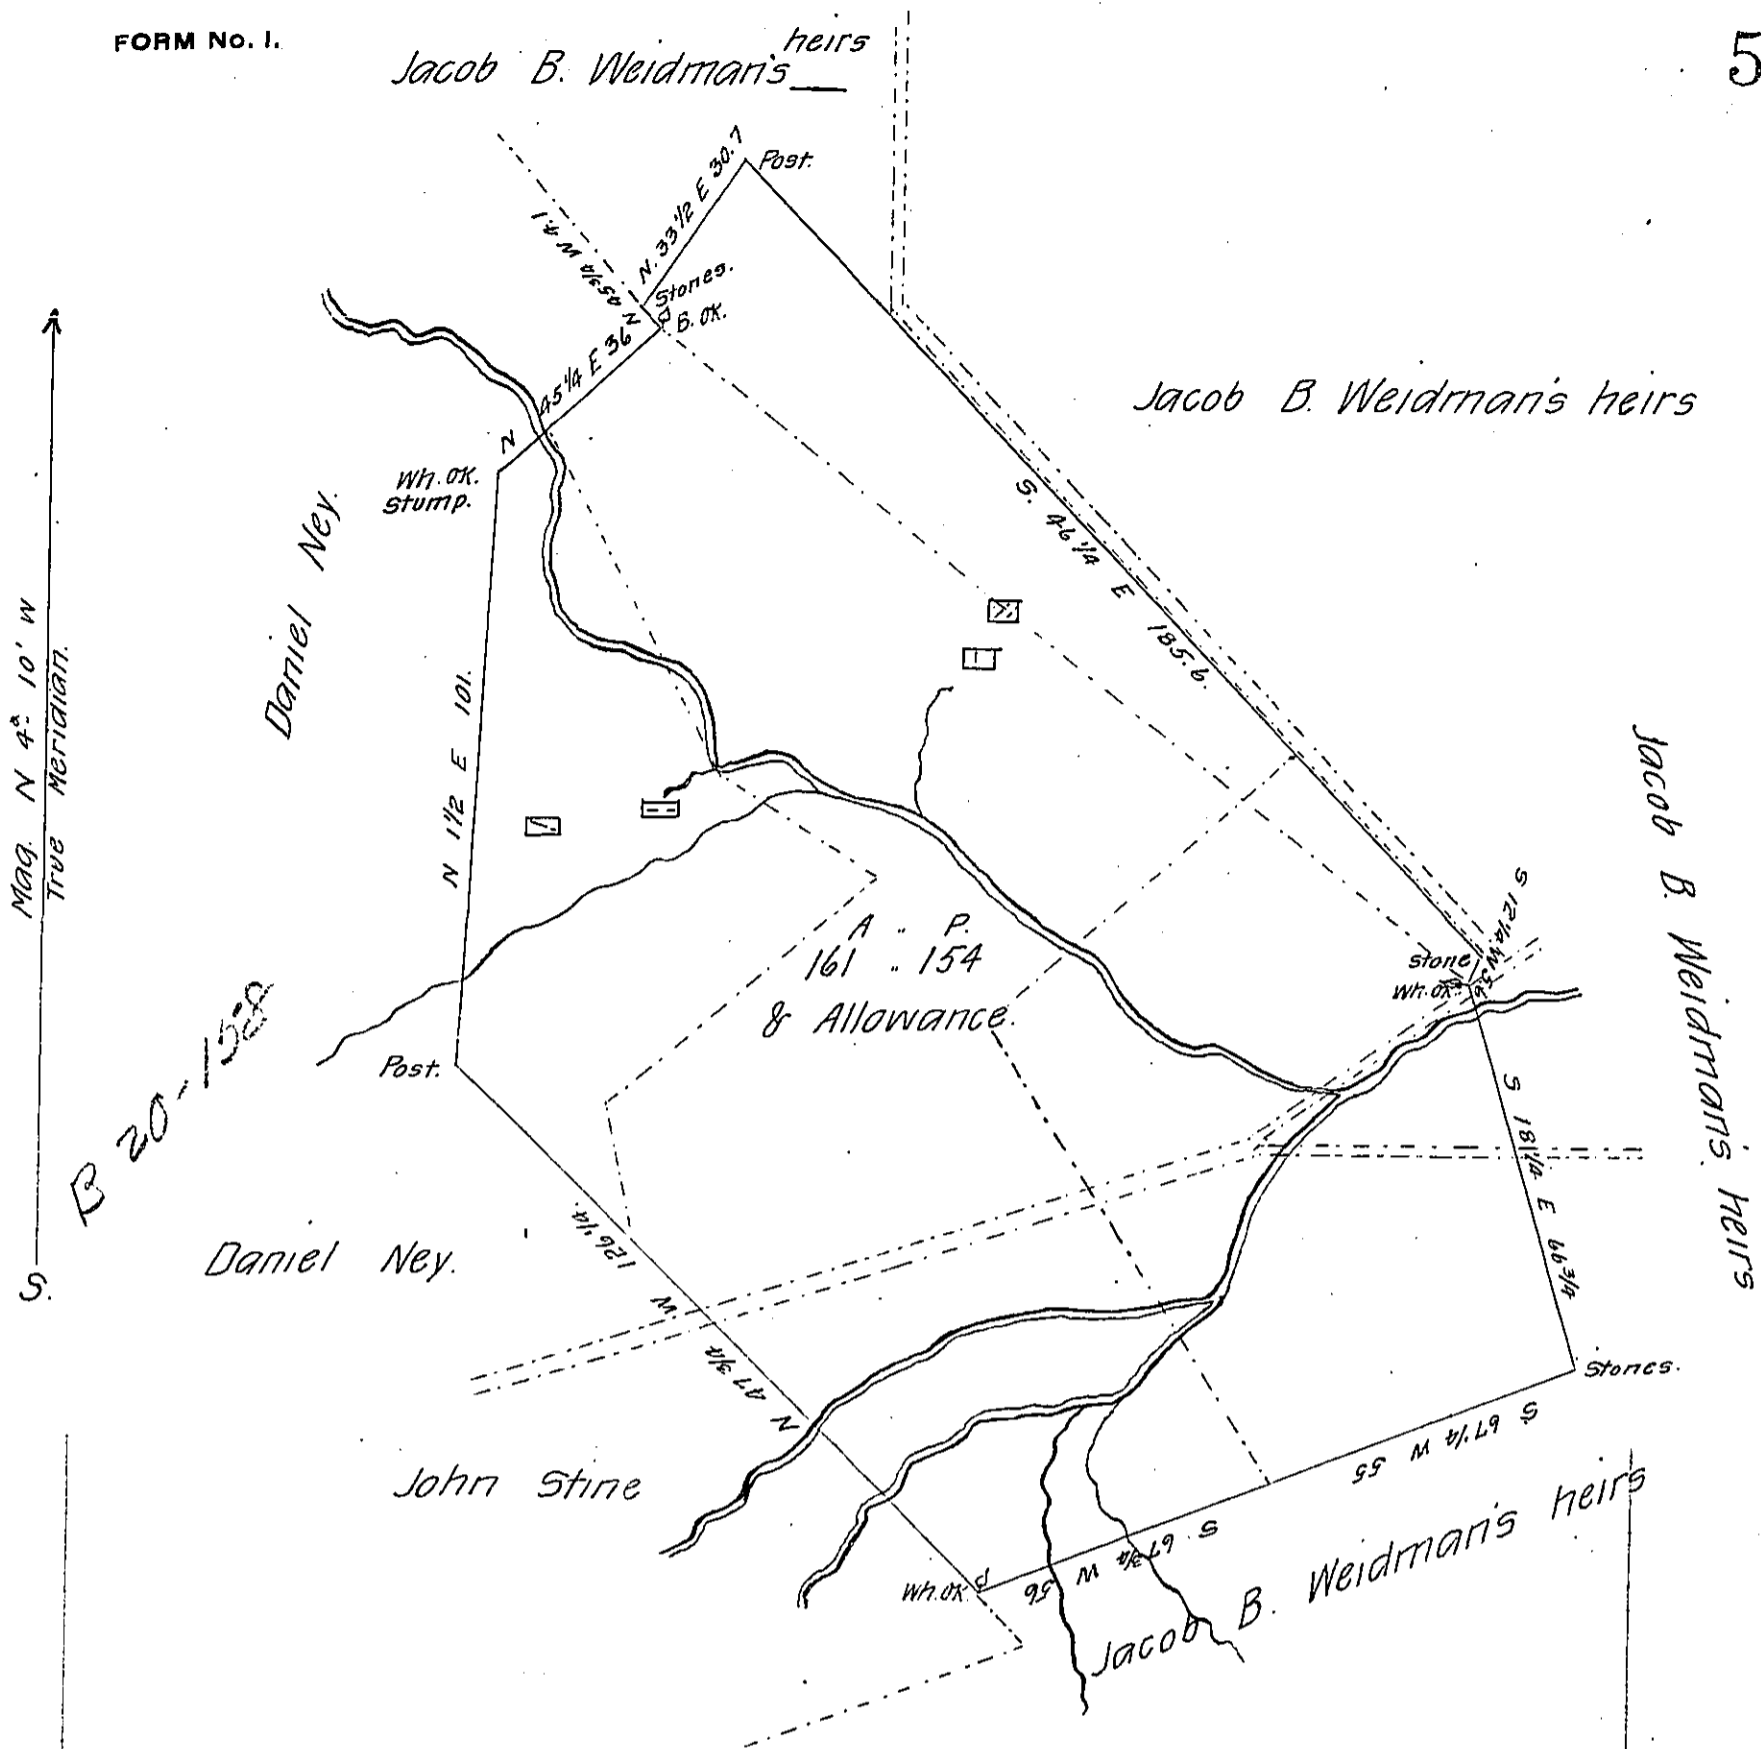 FORM No. 1.
5
Jacob B. Weidman's heirs
N. 33 1/2 E 30.7
Post.
N 45 3/4 W 4.1
Stones.
B. OK.
N 45 1/4 E 36
Wh. OK.
Stump.
Jacob B. Weidman's heirs
S. 46 1/4 E 185.6.
Daniel Ney.
Mag. N 4° 10' W
True Meridian.
N 1 1/2 E 101.
Jacob B. Weidman's heirs
S 12 1/4 W
Stone
Wh. OK.
A .. P.
161 .. 154
& Allowance.
Post.
B 20-158
S 18 1/4 E 66 3/4
Daniel Ney.
S.
N 47 3/4 W 126 1/4.
Stones.
S 67 1/4 W 55
John Stine
S 67 3/4 W 56
Wh. OK. P
Jacob B. Weidman's heirs